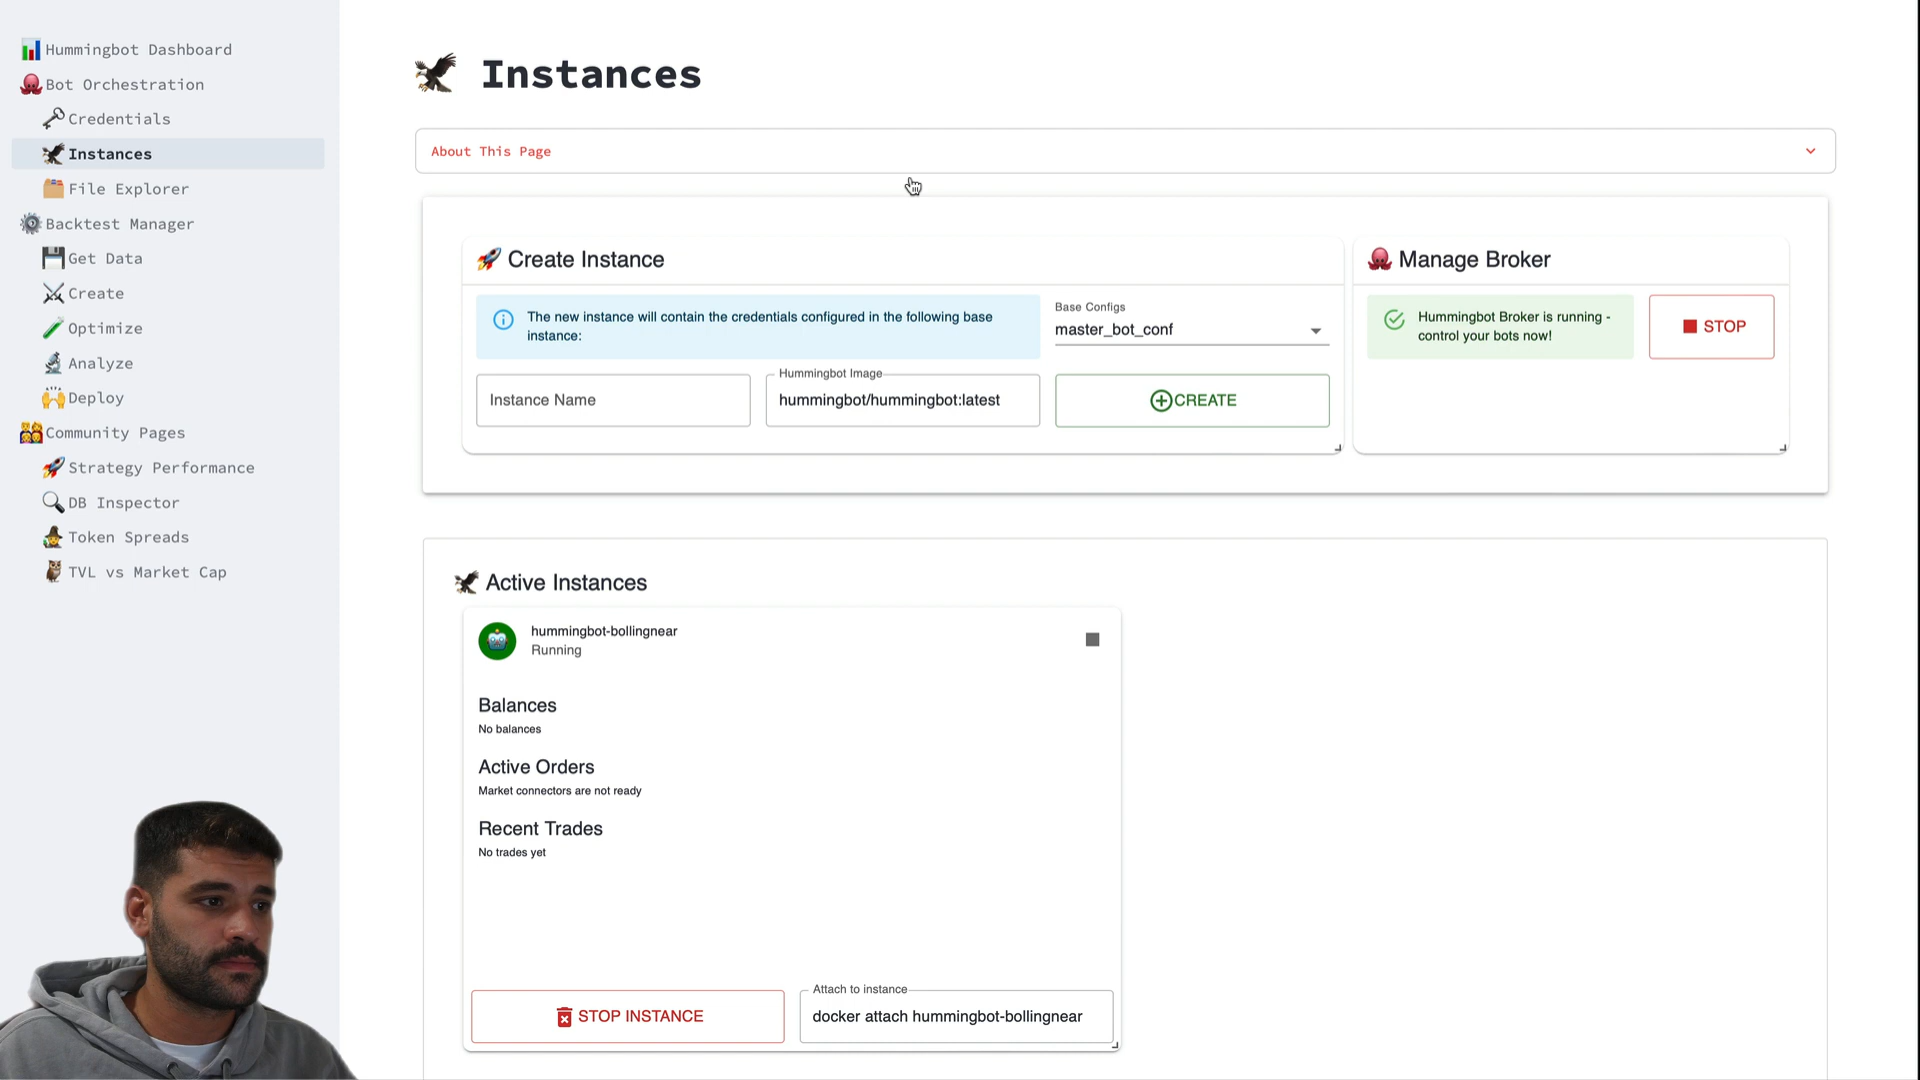 Hummingbot Dashboard
Bot Orchestration
Credentials
Instances
File Explorer
Backtest Manager
Get Data
Create
Optimize
Analyze
Deploy
Community Pages
Strategy Performance
DB Inspector
Token Spreads
TVL vs Market Cap
Instances
About This Page
Create Instance
The new instance will contain the credentials configured in the following base
instance:
Base Configs
master_bot_conf
Instance Name
Hummingbot Image
hummingbot/hummingbot:latest
CREATE
Manage Broker
Hummingbot Broker is running -
control your bots now!
STOP
Active Instances
hummingbot-bollingnear
Running
Balances
No balances
Active Orders
Market connectors are not ready
Recent Trades
No trades yet
STOP INSTANCE
Attach to instance
docker attach hummingbot-bollingnear